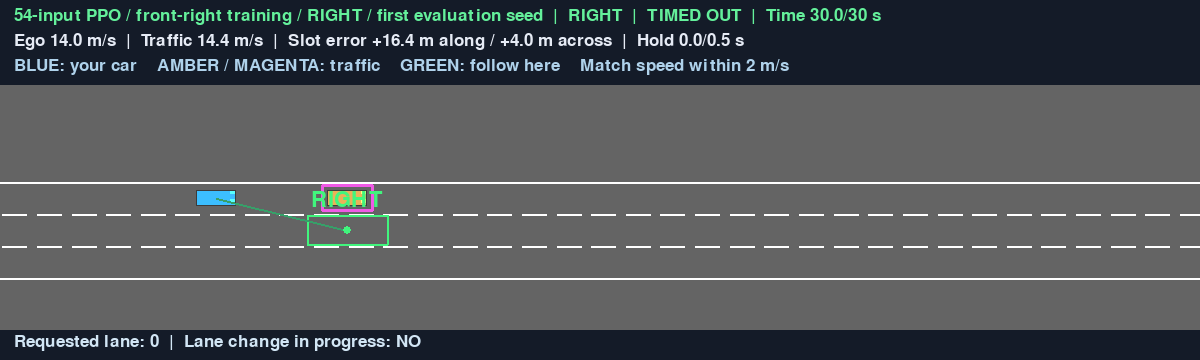 54-input PPO / front-right training / RIGHT / first evaluation seed | RIGHT | TIMED OUT | Time 30.0/30 s
Ego 14.0 m/s | Traffic 14.4 m/s | Slot error +16.4 m along / +4.0 m across | Hold 0.0/0.5 s
BLUE: your car AMBER / MAGENTA: traffic GREEN: follow here Match speed within 2 m/s
RIGHT
Requested lane: 0 | Lane change in progress: NO